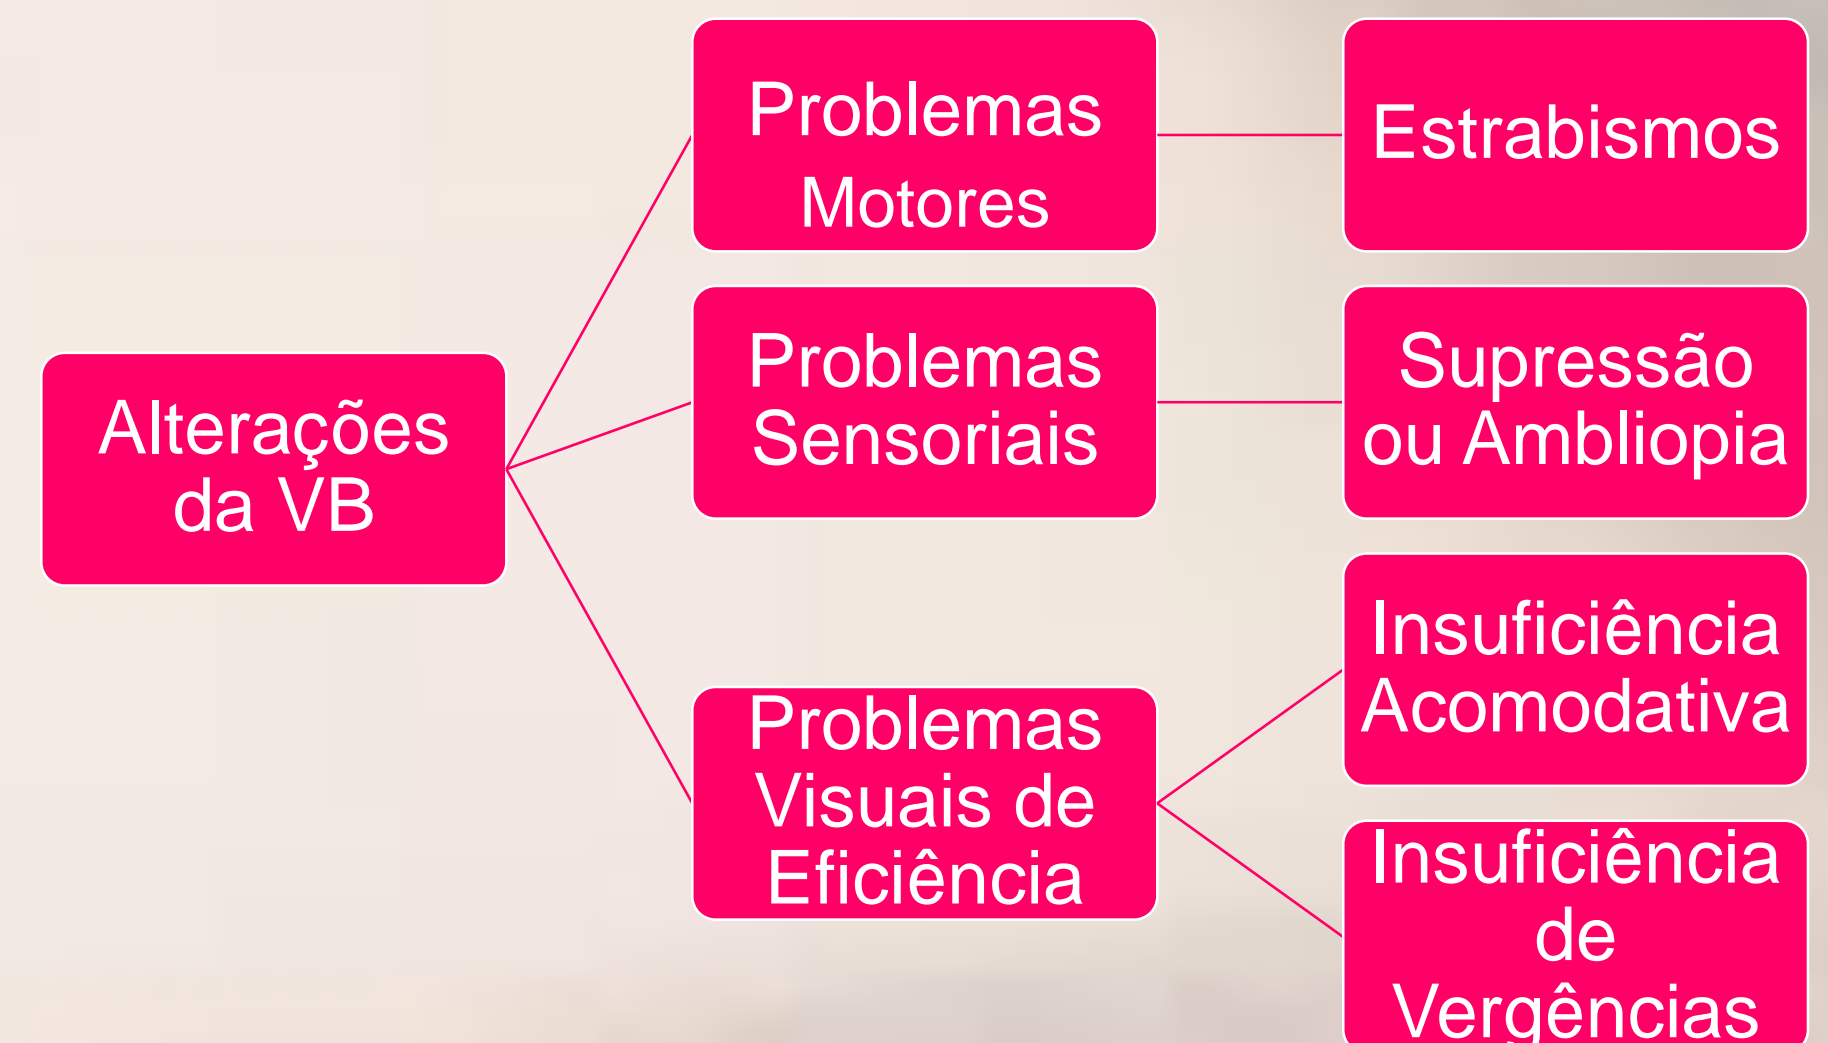 Alterações
da VB
Problemas
Motores
Estrabismos
Problemas
Sensoriais
Supressão
ou Ambliopia
Problemas
Visuais de
Eficiência
Insuficiência
Acomodativa
Insuficiência
de
Vergências